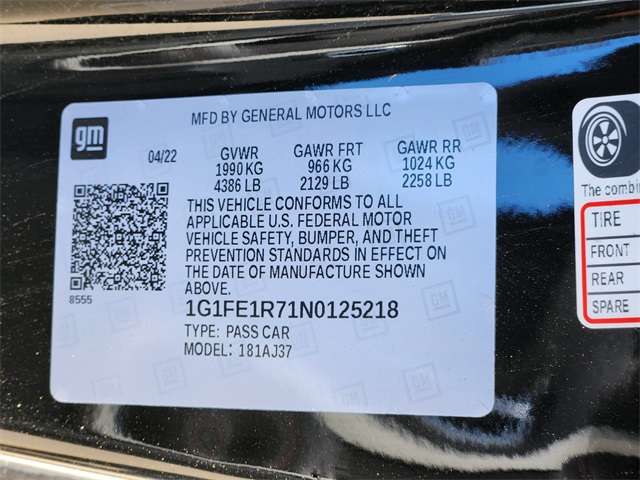 MFD BY GENERAL MOTORS LLC
gm
04/22
GVWR GAWR FRT GAWR RR
1990 KG 966 KG 1024 KG
4386 LB 2129 LB 2258 LB
THIS VEHICLE CONFORMS TO ALL
APPLICABLE U.S. FEDERAL MOTOR
VEHICLE SAFETY, BUMPER, AND THEFT
PREVENTION STANDARDS IN EFFECT ON
THE DATE OF MANUFACTURE SHOWN
ABOVE.
8555
1G1FE1R71N0125218
TYPE: PASS CAR
MODEL: 181AJ37
The
TIRE
FRONT
REAR
SPARE